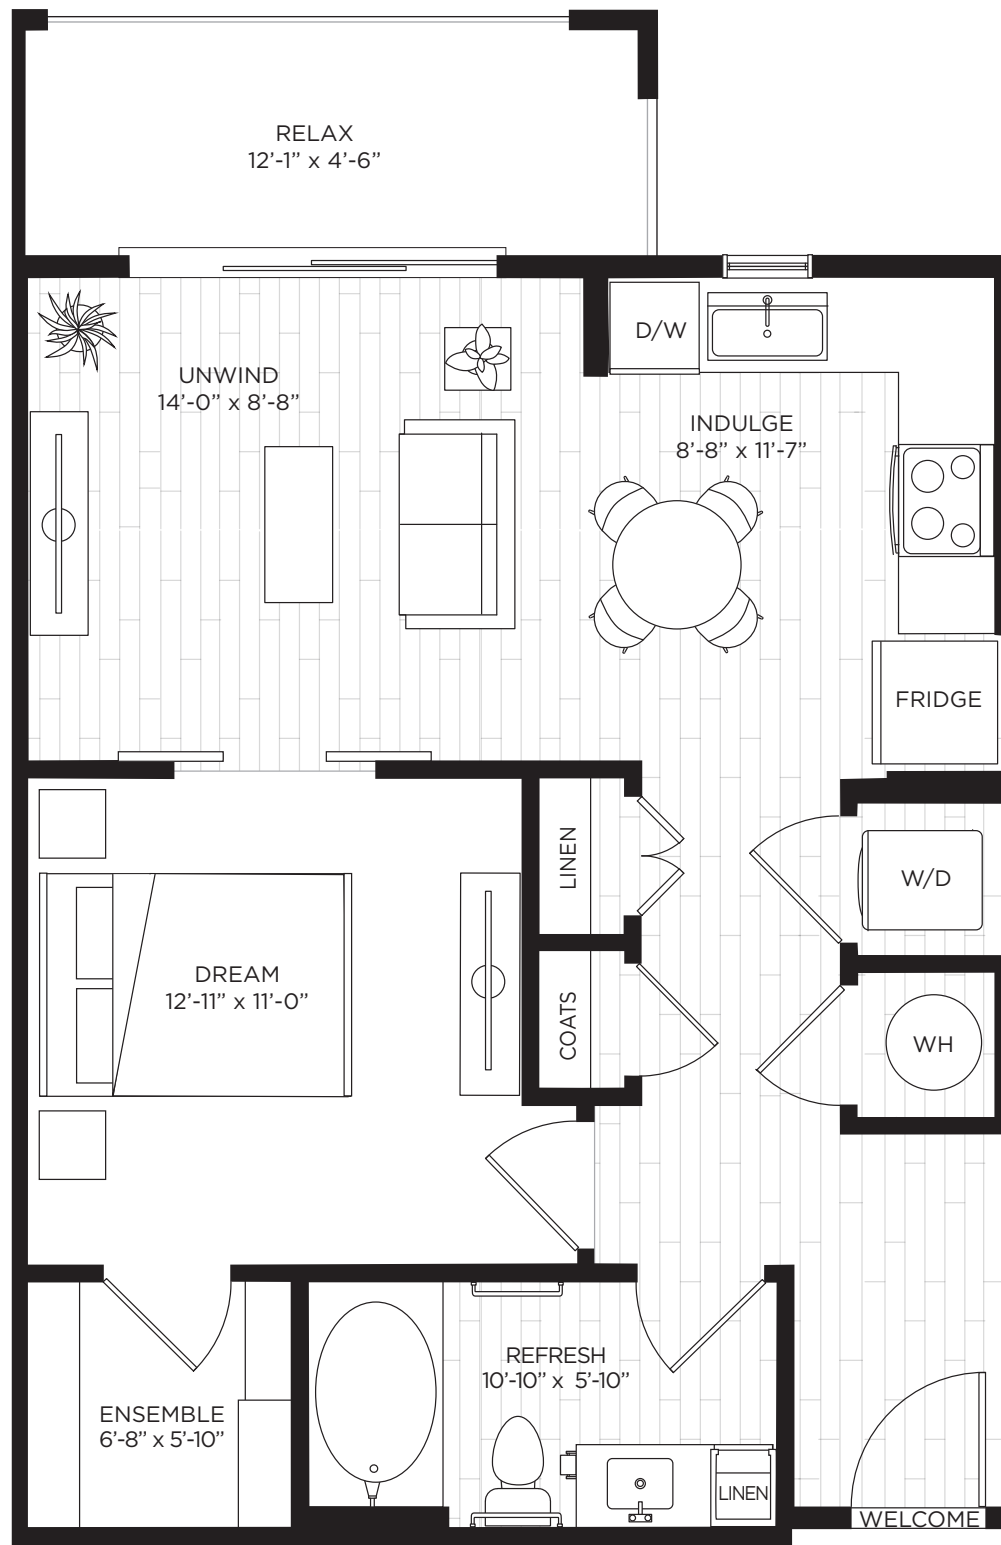 RELAX
12’-1” x 4’-6”
D/W
UNWIND
14’-0” x 8’-8”
INDULGE
8’-8” x 11’-7”
FRIDGE
LINEN
W/D
DREAM
12’-11” x 11’-0”
COATS
WH
REFRESH
10’-10” x 5’-10”
ENSEMBLE
6’-8” x 5’-10”
LINEN
WELCOME